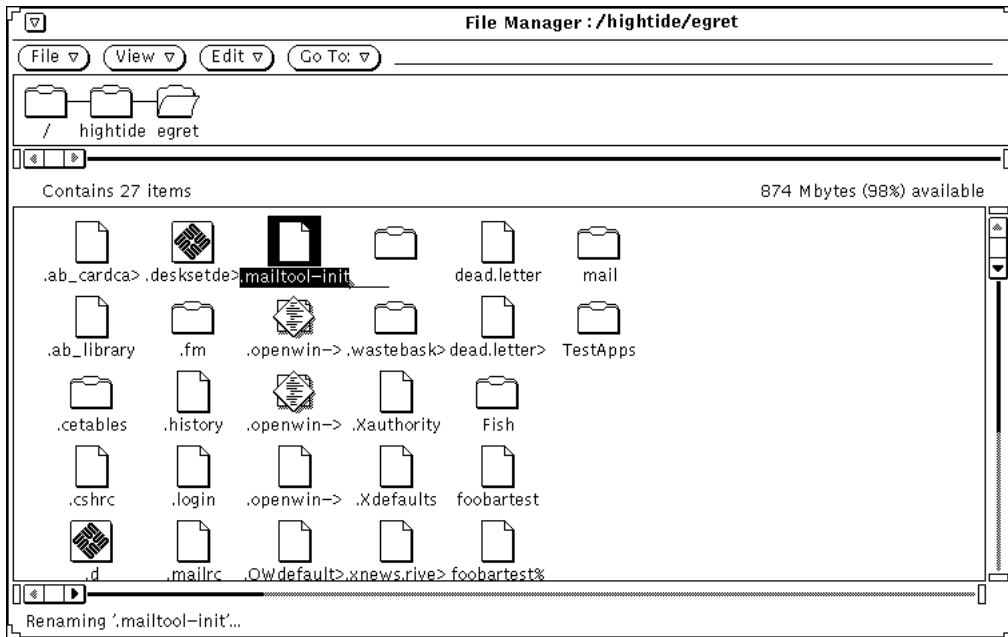 File Manager : /hightide/egret
File View Edit Go To:
/ hightide egret
Contains 27 items 874 Mbytes (98%) available
.ab_cardca> .desksetde> .mailtool-init dead.letter mail
.ab_library .fm .openwin-> .wastebask> dead.letter> TestApps
.cetables .history .openwin-> .Xauthority Fish
.cshrc .login .openwin-> .Xdefaults foobartest
.d .mailrc .OWdefault> .xnews.rive> foobartest%
Renaming '.mailtool-init'...